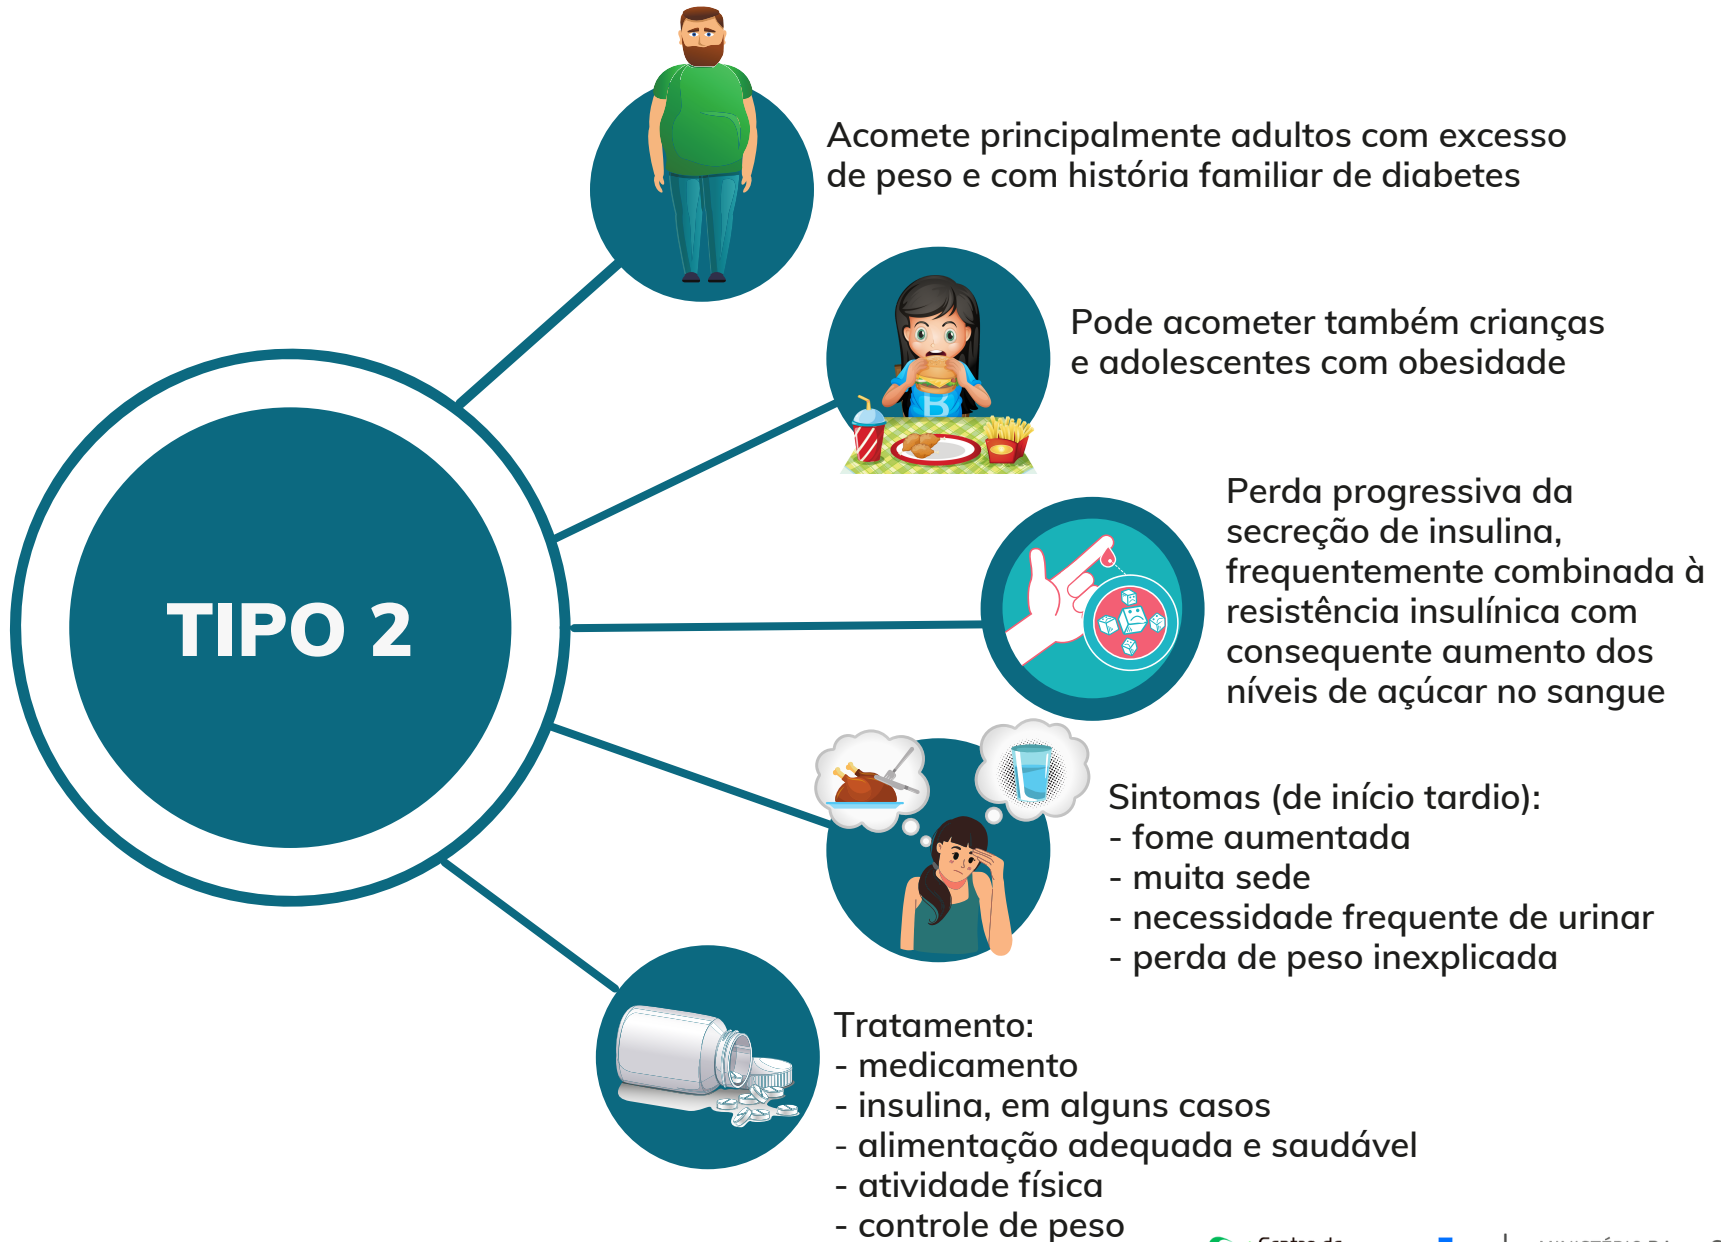 Acomete principalmente adultos com excesso
de peso e com história familiar de diabetes
Pode acometer também crianças
e adolescentes com obesidade
TIPO 2
Perda progressiva da
secreção de insulina,
frequentemente combinada à
resistência insulínica com
consequente aumento dos
níveis de açúcar no sangue
Sintomas (de início tardio):
- fome aumentada
- muita sede
- necessidade frequente de urinar
- perda de peso inexplicada
Tratamento:
- medicamento
- insulina, em alguns casos
- alimentação adequada e saudável
- atividade física
- controle de peso